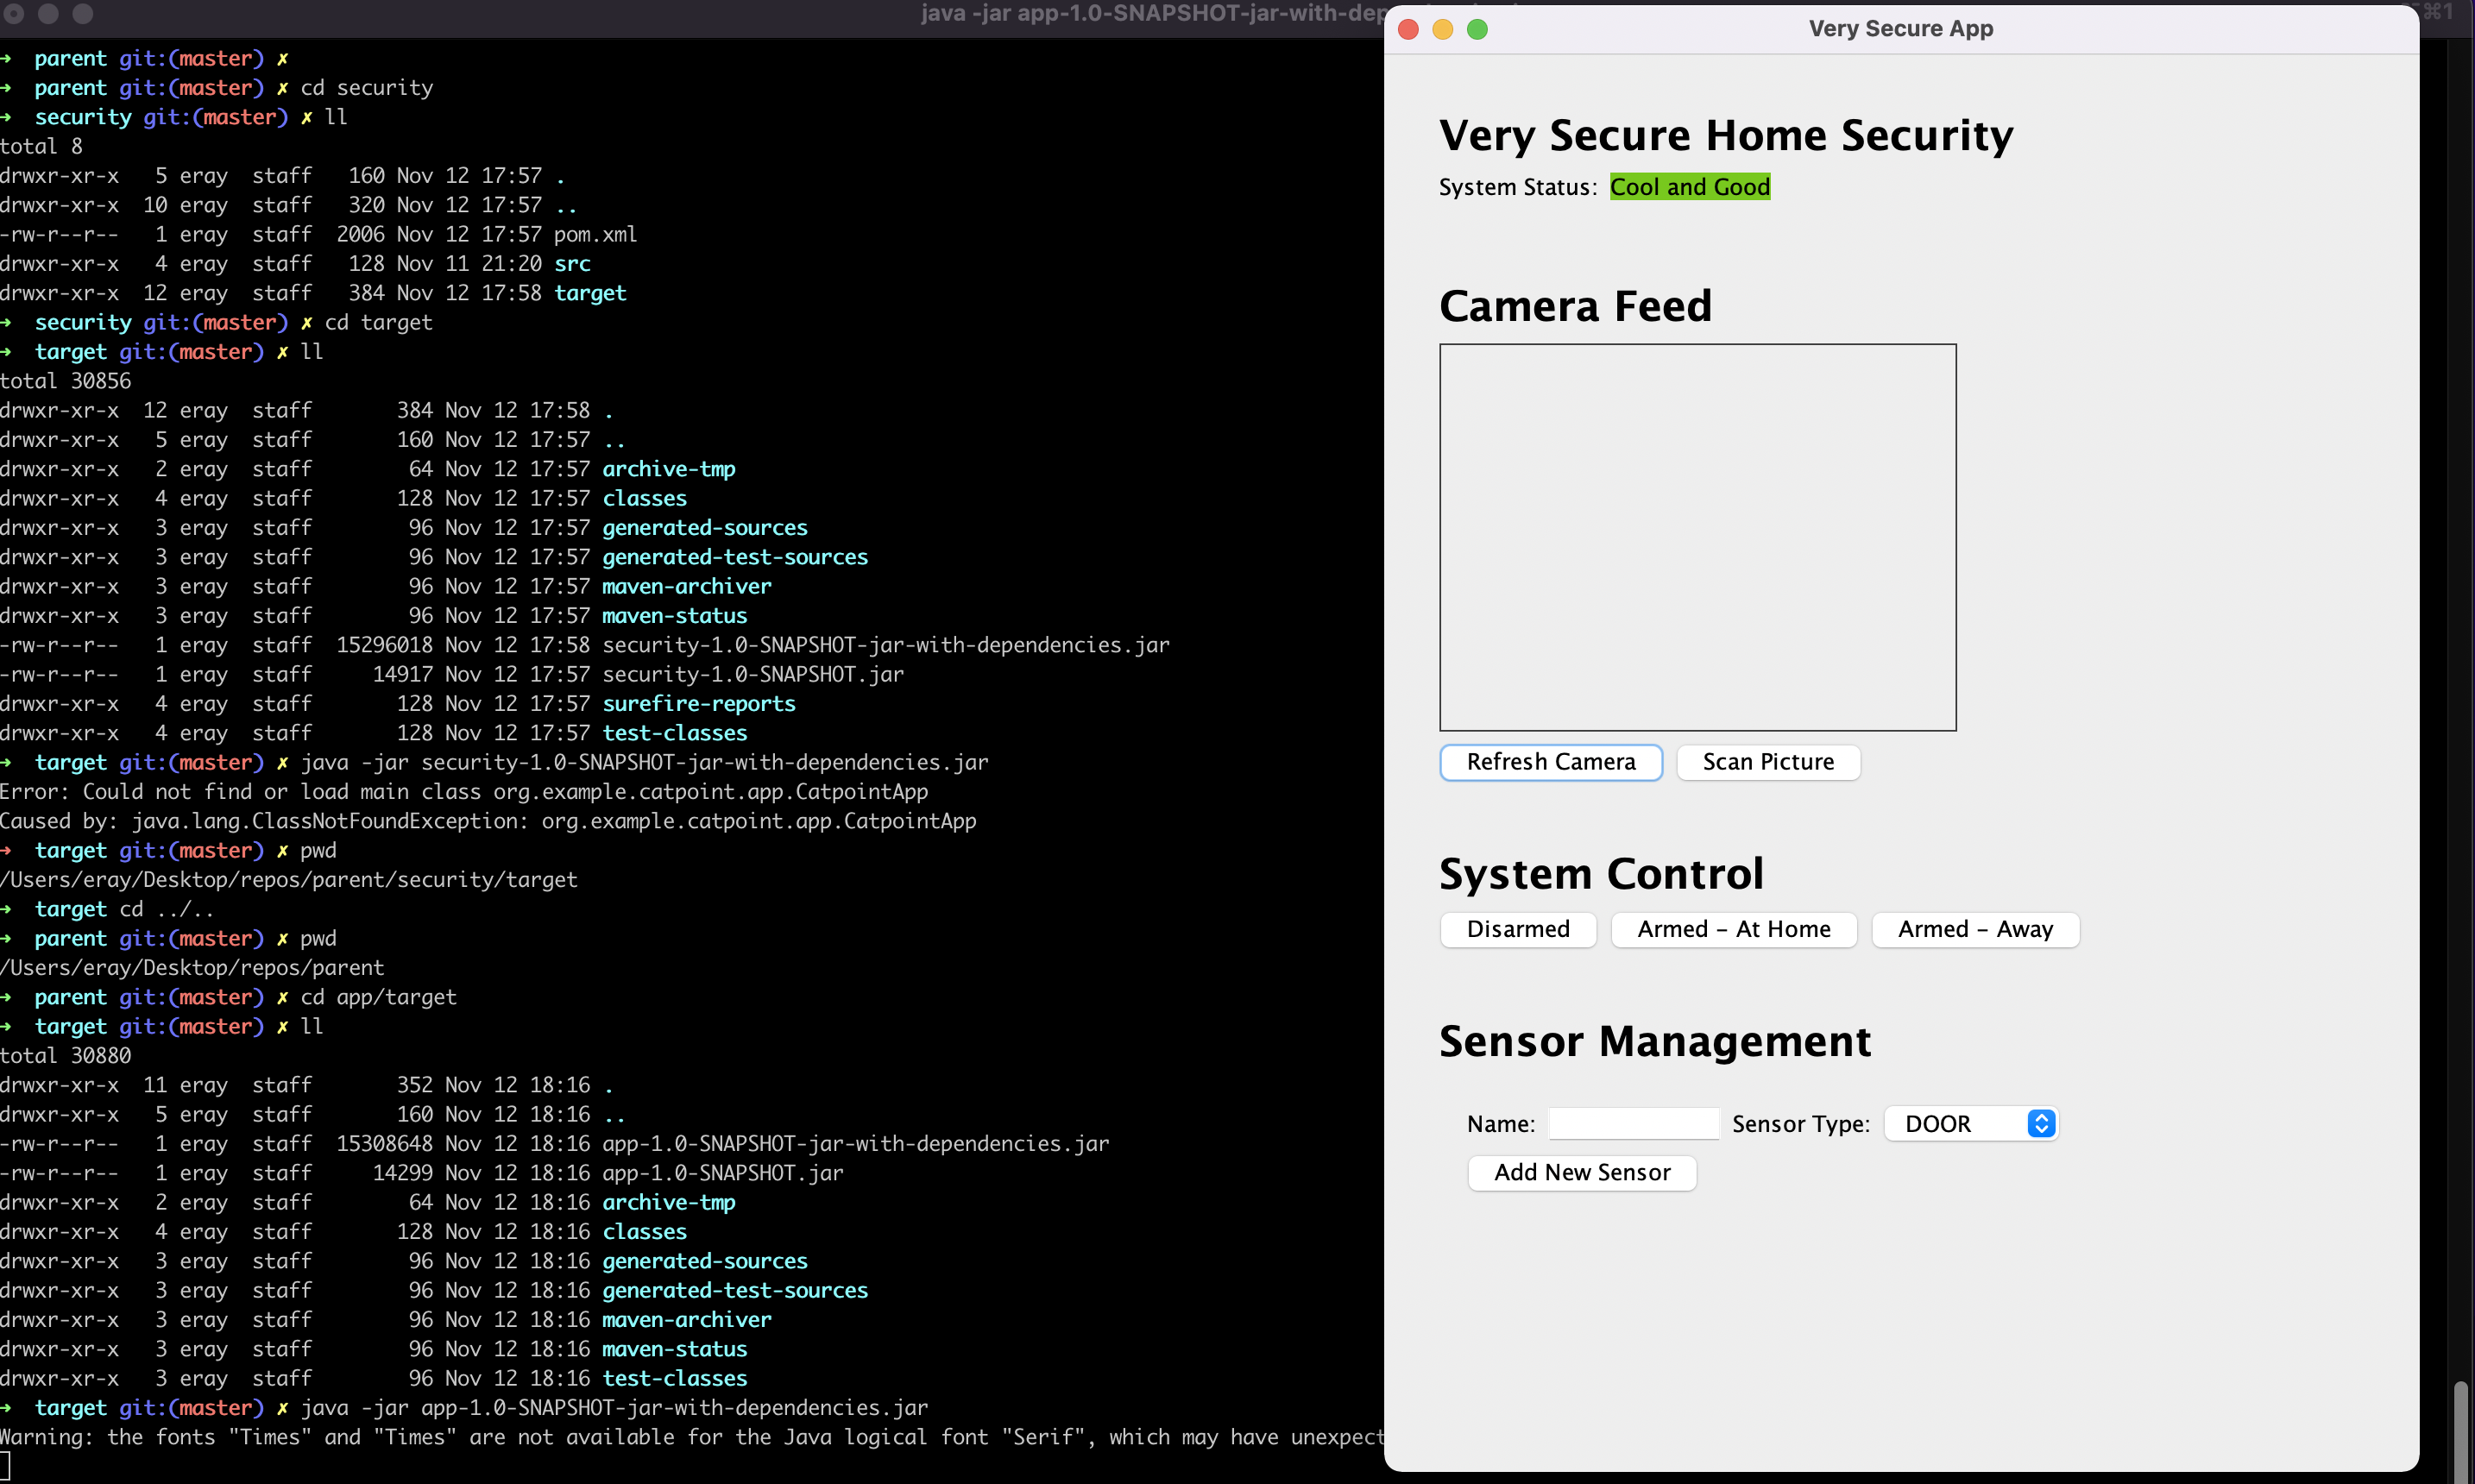 java -jar app-1.0-SNAPSHOT-jar-with-dep
⌘1
➜  parent git:(master) ✗
➜  parent git:(master) ✗ cd security
➜  security git:(master) ✗ ll
total 8
drwxr-xr-x   5 eray  staff   160 Nov 12 17:57 .
drwxr-xr-x  10 eray  staff   320 Nov 12 17:57 ..
-rw-r--r--   1 eray  staff  2006 Nov 12 17:57 pom.xml
drwxr-xr-x   4 eray  staff   128 Nov 11 21:20 src
drwxr-xr-x  12 eray  staff   384 Nov 12 17:58 target
➜  security git:(master) ✗ cd target
➜  target git:(master) ✗ ll
total 30856
drwxr-xr-x  12 eray  staff       384 Nov 12 17:58 .
drwxr-xr-x   5 eray  staff       160 Nov 12 17:57 ..
drwxr-xr-x   2 eray  staff        64 Nov 12 17:57 archive-tmp
drwxr-xr-x   4 eray  staff       128 Nov 12 17:57 classes
drwxr-xr-x   3 eray  staff        96 Nov 12 17:57 generated-sources
drwxr-xr-x   3 eray  staff        96 Nov 12 17:57 generated-test-sources
drwxr-xr-x   3 eray  staff        96 Nov 12 17:57 maven-archiver
drwxr-xr-x   3 eray  staff        96 Nov 12 17:57 maven-status
-rw-r--r--   1 eray  staff  15296018 Nov 12 17:58 security-1.0-SNAPSHOT-jar-with-dependencies.jar
-rw-r--r--   1 eray  staff     14917 Nov 12 17:57 security-1.0-SNAPSHOT.jar
drwxr-xr-x   4 eray  staff       128 Nov 12 17:57 surefire-reports
drwxr-xr-x   4 eray  staff       128 Nov 12 17:57 test-classes
➜  target git:(master) ✗ java -jar security-1.0-SNAPSHOT-jar-with-dependencies.jar
Error: Could not find or load main class org.example.catpoint.app.CatpointApp
Caused by: java.lang.ClassNotFoundException: org.example.catpoint.app.CatpointApp
➜  target git:(master) ✗ pwd
/Users/eray/Desktop/repos/parent/security/target
➜  target cd ../..
➜  parent git:(master) ✗ pwd
/Users/eray/Desktop/repos/parent
➜  parent git:(master) ✗ cd app/target
➜  target git:(master) ✗ ll
total 30880
drwxr-xr-x  11 eray  staff       352 Nov 12 18:16 .
drwxr-xr-x   5 eray  staff       160 Nov 12 18:16 ..
-rw-r--r--   1 eray  staff  15308648 Nov 12 18:16 app-1.0-SNAPSHOT-jar-with-dependencies.jar
-rw-r--r--   1 eray  staff     14299 Nov 12 18:16 app-1.0-SNAPSHOT.jar
drwxr-xr-x   2 eray  staff        64 Nov 12 18:16 archive-tmp
drwxr-xr-x   4 eray  staff       128 Nov 12 18:16 classes
drwxr-xr-x   3 eray  staff        96 Nov 12 18:16 generated-sources
drwxr-xr-x   3 eray  staff        96 Nov 12 18:16 generated-test-sources
drwxr-xr-x   3 eray  staff        96 Nov 12 18:16 maven-archiver
drwxr-xr-x   3 eray  staff        96 Nov 12 18:16 maven-status
drwxr-xr-x   3 eray  staff        96 Nov 12 18:16 test-classes
➜  target git:(master) ✗ java -jar app-1.0-SNAPSHOT-jar-with-dependencies.jar
Warning: the fonts "Times" and "Times" are not available for the Java logical font "Serif", which may have unexpect
Very Secure App
Very Secure Home Security
System Status: Cool and Good
Camera Feed
Refresh Camera Scan Picture
System Control
Disarmed Armed - At Home Armed - Away
Sensor Management
Name: Sensor Type: DOOR
Add New Sensor